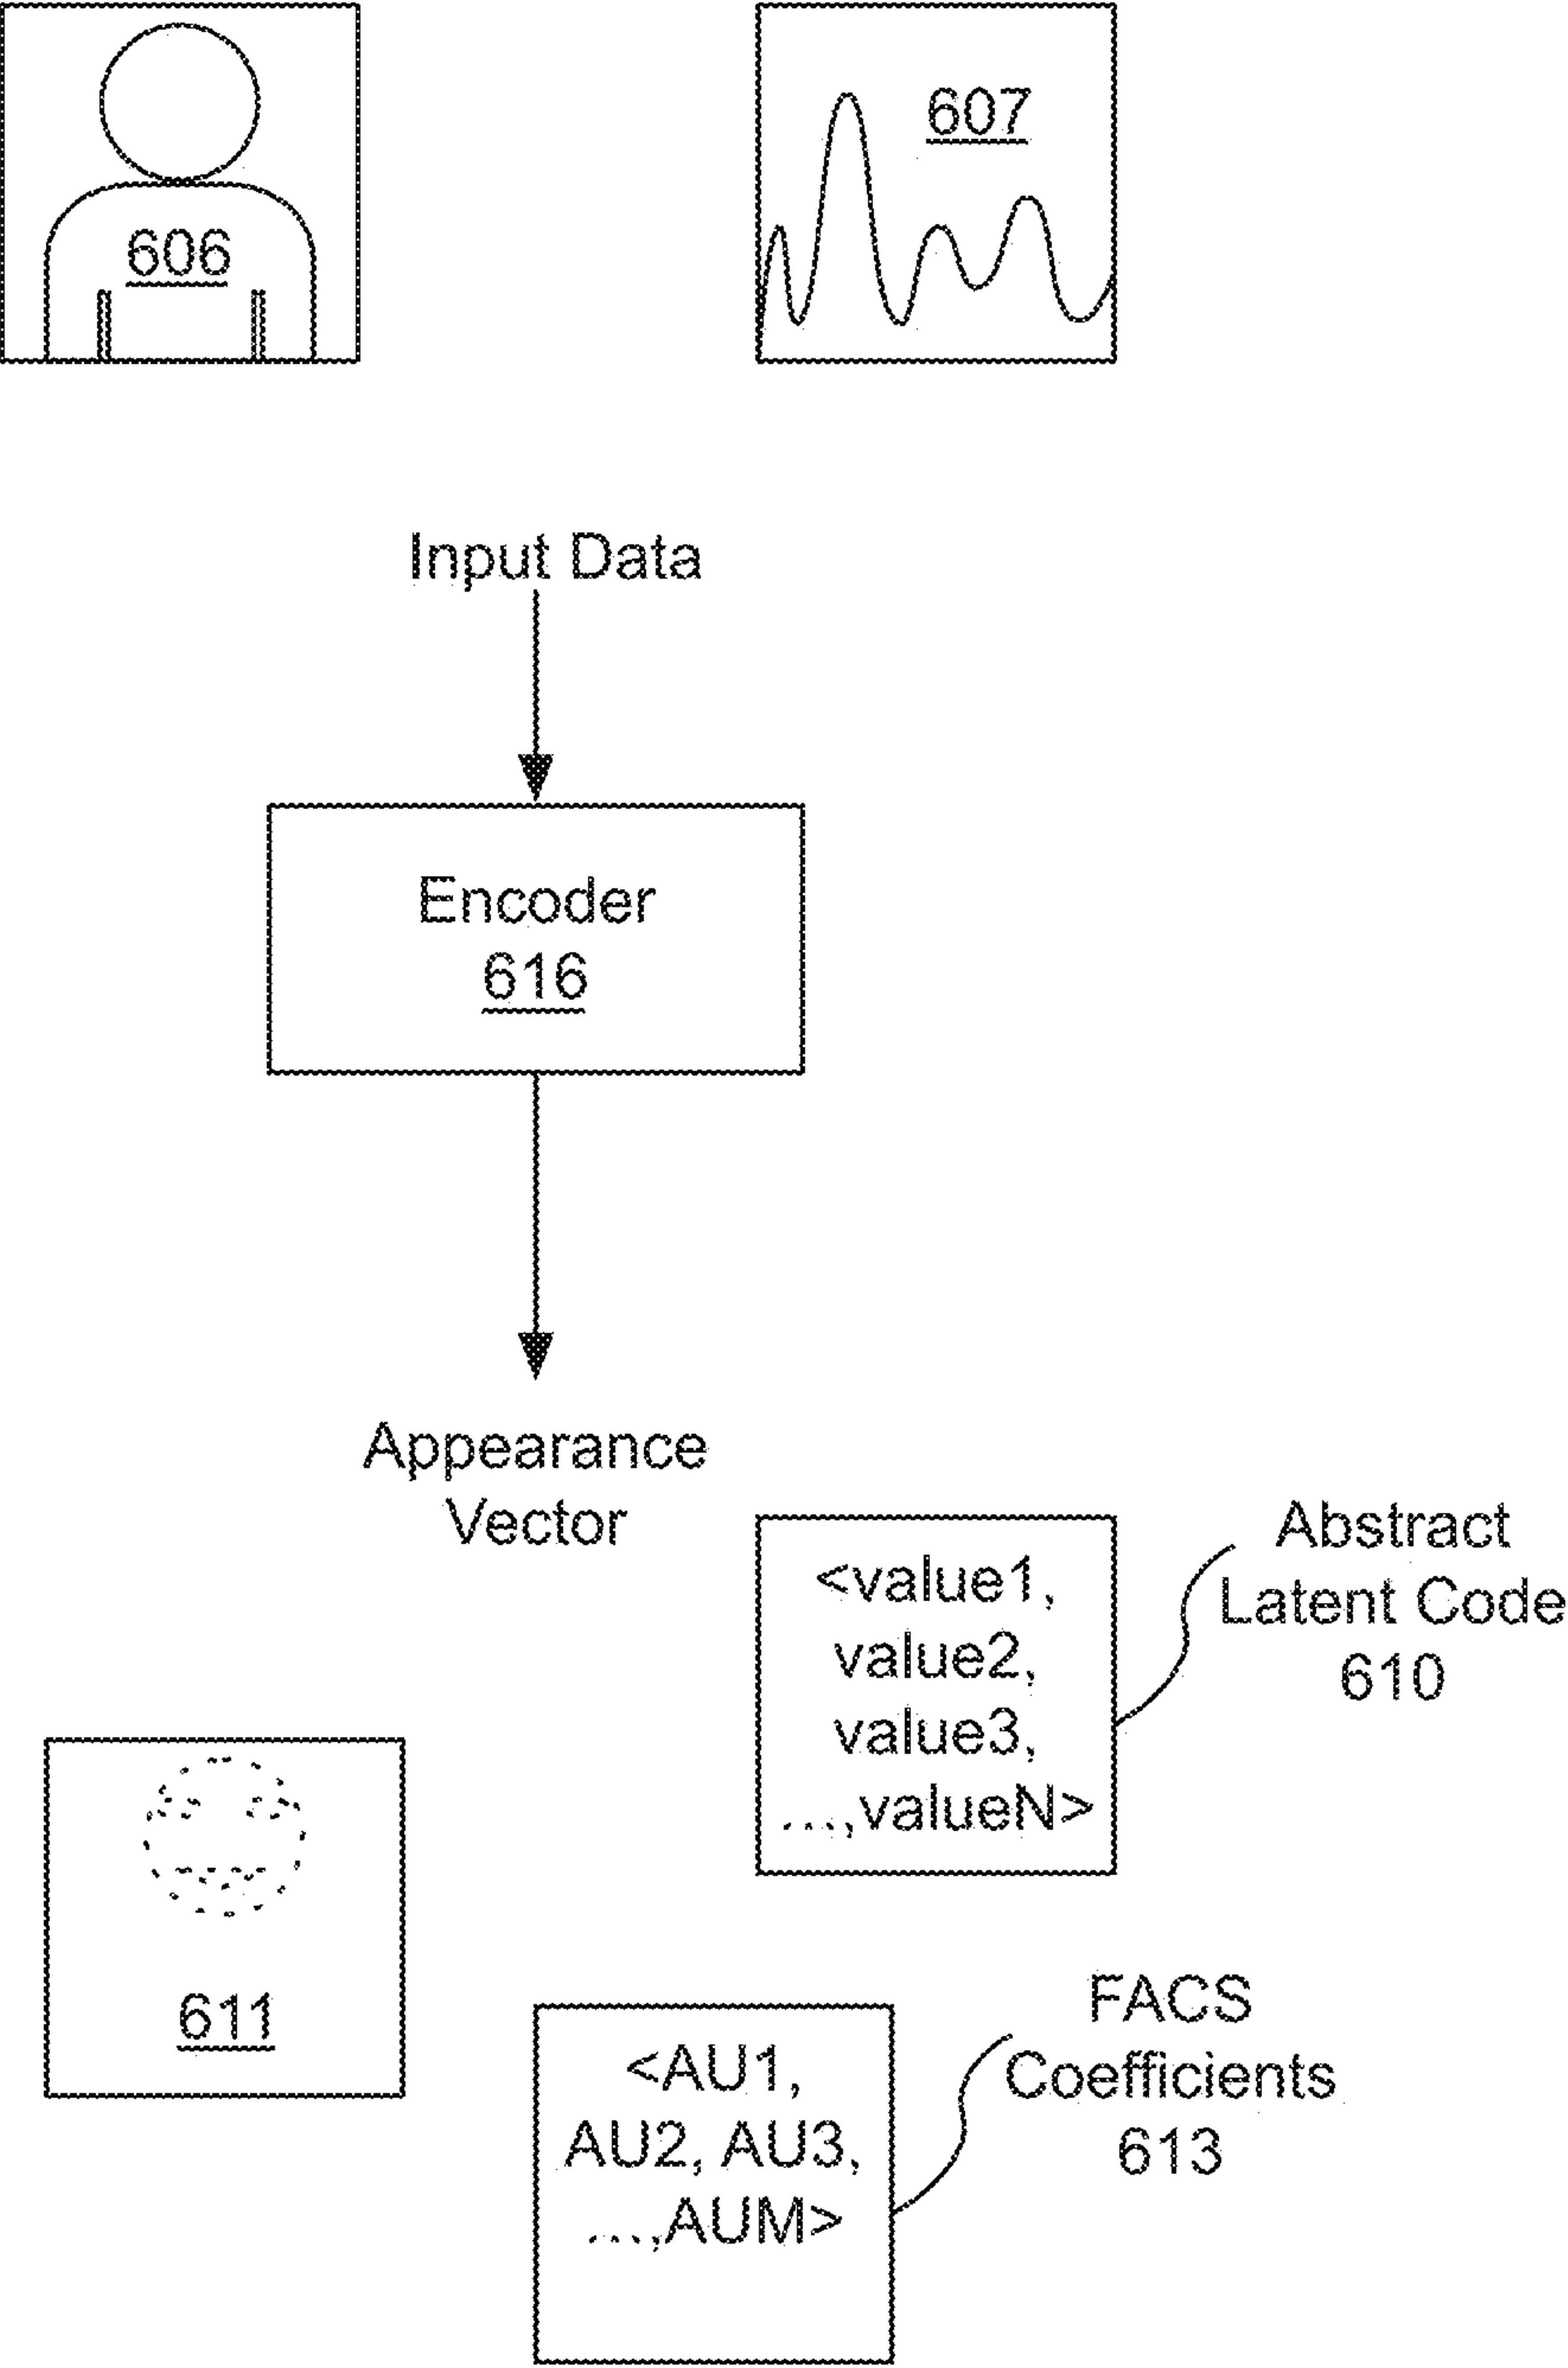 606
607
Input Data
Encoder
616
Appearance
Vector
<value1,
value2,
value3,
...,valueN>
Abstract
Latent Code
610
611
<AU1,
AU2, AU3,
...,AUM>
FACS
Coefficients
613